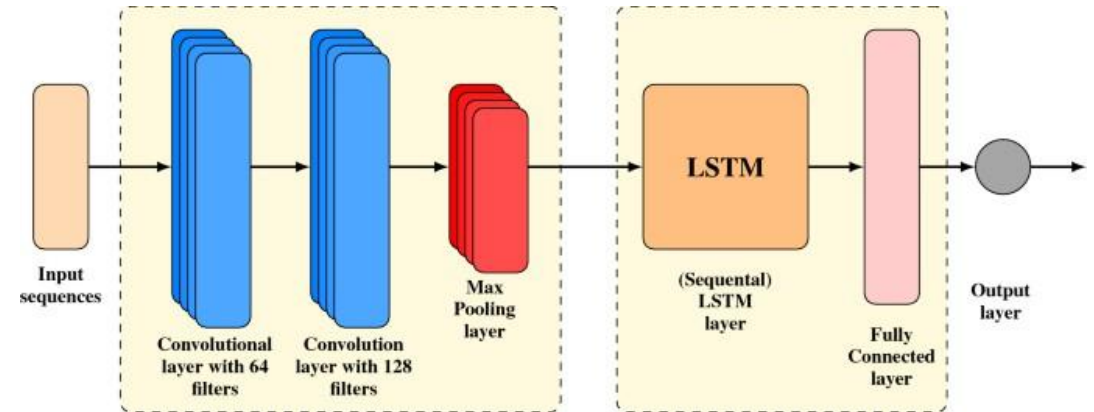 Input
sequences
Convolutional
layer with 64
filters
Convolution
layer with 128
filters
Max
Pooling
layer
LSTM
(Sequental)
LSTM
layer
Fully
Connected
layer
Output
layer